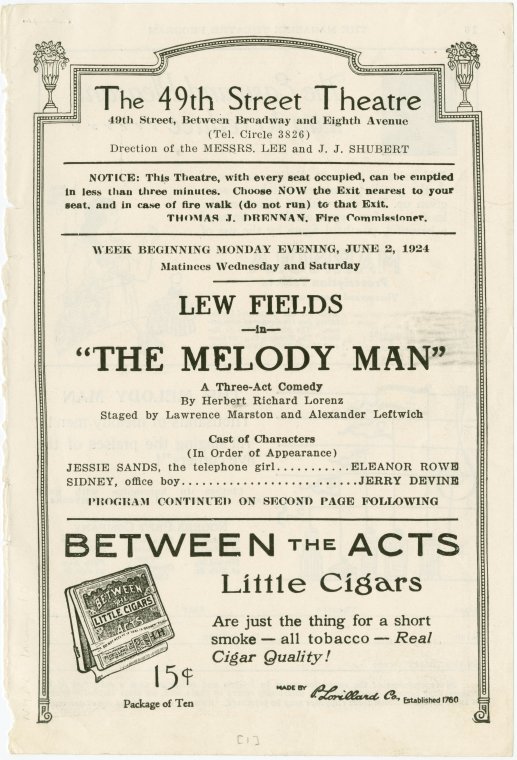 The 49th Street Theatre
49th Street, Between Broadway and Eighth Avenue
(Tel. Circle 3826)
Drection of the MESSRS. LEE and J. J. SHUBERT
NOTICE: This Theatre, with every seat occupied, can be emptied
in less than three minutes. Choose NOW the Exit nearest to your
seat, and in case of fire walk (do not run) to that Exit.
THOMAS J. DRENNAN, Fire Commissioner.
WEEK BEGINNING MONDAY EVENING, JUNE 2, 1924
Matinees Wednesday and Saturday
LEW FIELDS
—in—
"THE MELODY MAN"
A Three-Act Comedy
By Herbert Richard Lorenz
Staged by Lawrence Marston and Alexander Leftwich
Cast of Characters
(In Order of Appearance)
JESSIE SANDS, the telephone girl...........ELEANOR ROWE
SIDNEY, office boy..........................JERRY DEVINE
PROGRAM CONTINUED ON SECOND PAGE FOLLOWING
BETWEEN THE ACTS
Little Cigars
BETWEEN
THE ACTS
LITTLE CIGARS
Are just the thing for a short
smoke — all tobacco — Real
Cigar Quality!
15¢
Package of Ten
MADE BY P. Lorillard Co. Established 1760
[1]